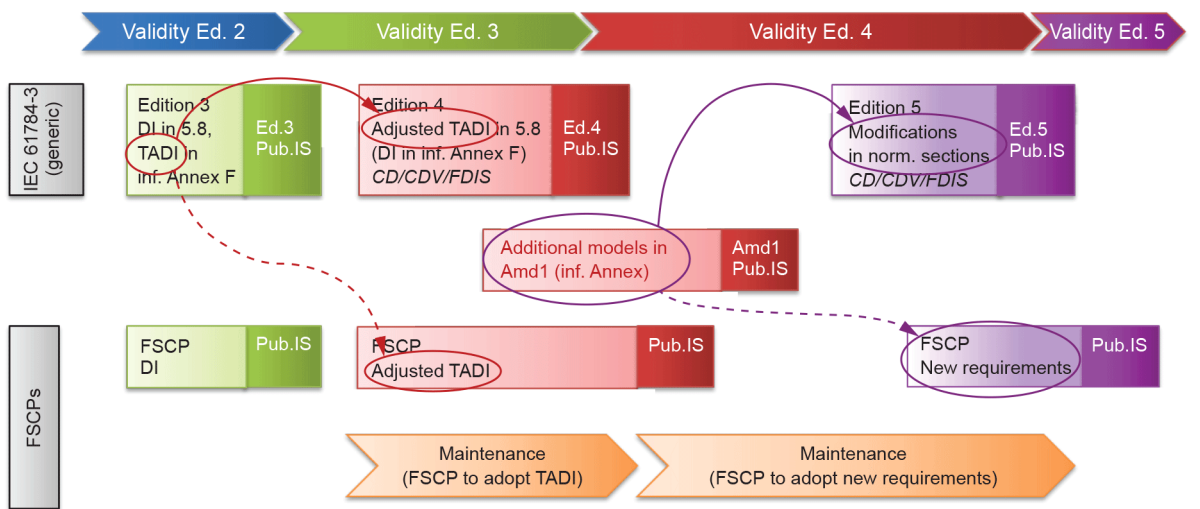 Validity Ed. 2
Validity Ed. 3
Validity Ed. 4
Validity Ed. 5
IEC 61784-3
(generic)
Edition 3
DI in 5.8,
TADI in
inf. Annex F
Ed.3
Pub.IS
Edition 4
Adjusted TADI in 5.8
(DI in inf. Annex F)
CD/CDV/FDIS
Ed.4
Pub.IS
Edition 5
Modifications
in norm. sections
CD/CDV/FDIS
Ed.5
Pub.IS
Additional models in
Amd1 (inf. Annex)
Amd1
Pub.IS
FSCPs
FSCP
DI
Pub.IS
FSCP
Adjusted TADI
Pub.IS
FSCP
New requirements
Pub.IS
Maintenance
(FSCP to adopt TADI)
Maintenance
(FSCP to adopt new requirements)